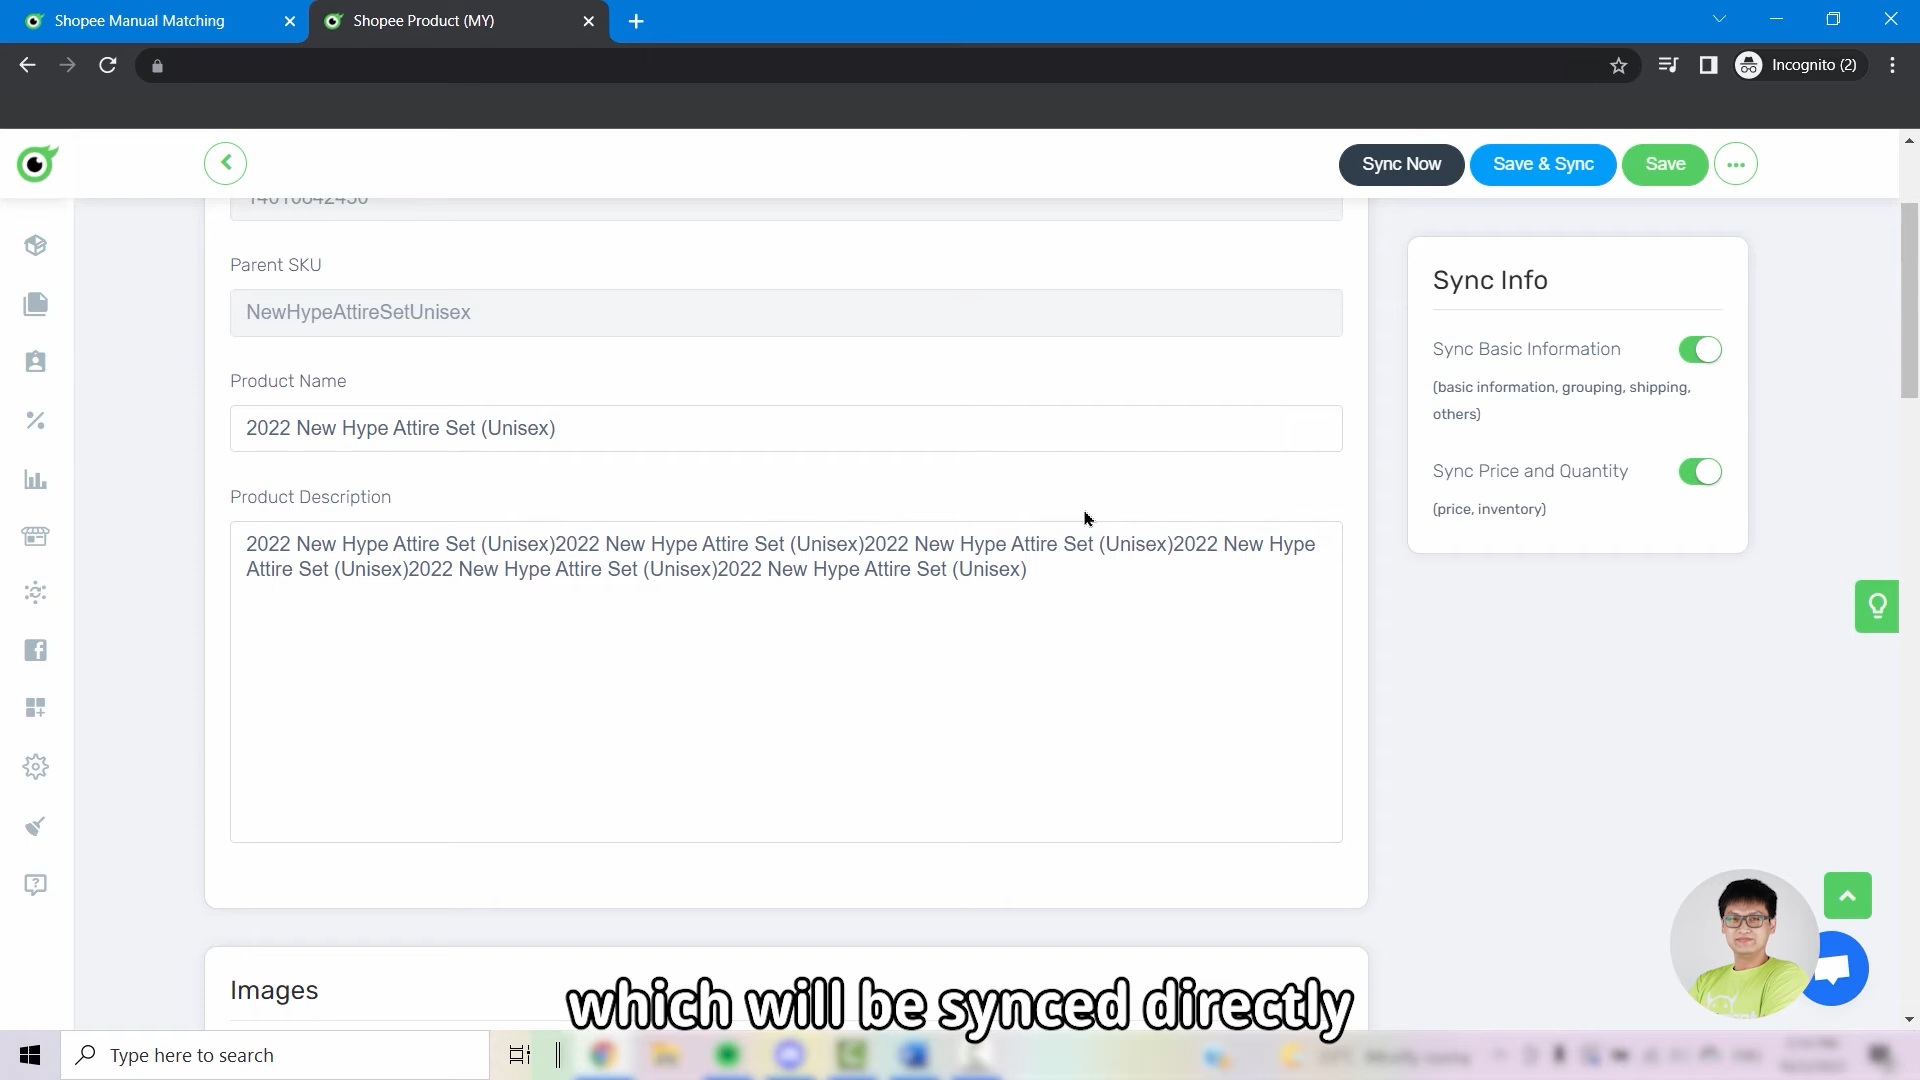 Shopee Manual Matching
Shopee Product (MY)
Incognito (2)
Sync Now
Save & Sync
Save
14016842430
Parent SKU
NewHypeAttireSetUnisex
Product Name
2022 New Hype Attire Set (Unisex)
Product Description
2022 New Hype Attire Set (Unisex)2022 New Hype Attire Set (Unisex)2022 New Hype Attire Set (Unisex)2022 New Hype
Attire Set (Unisex)2022 New Hype Attire Set (Unisex)2022 New Hype Attire Set (Unisex)
Sync Info
Sync Basic Information
(basic information, grouping, shipping,
others)
Sync Price and Quantity
(price, inventory)
Images
which will be synced directly
Type here to search